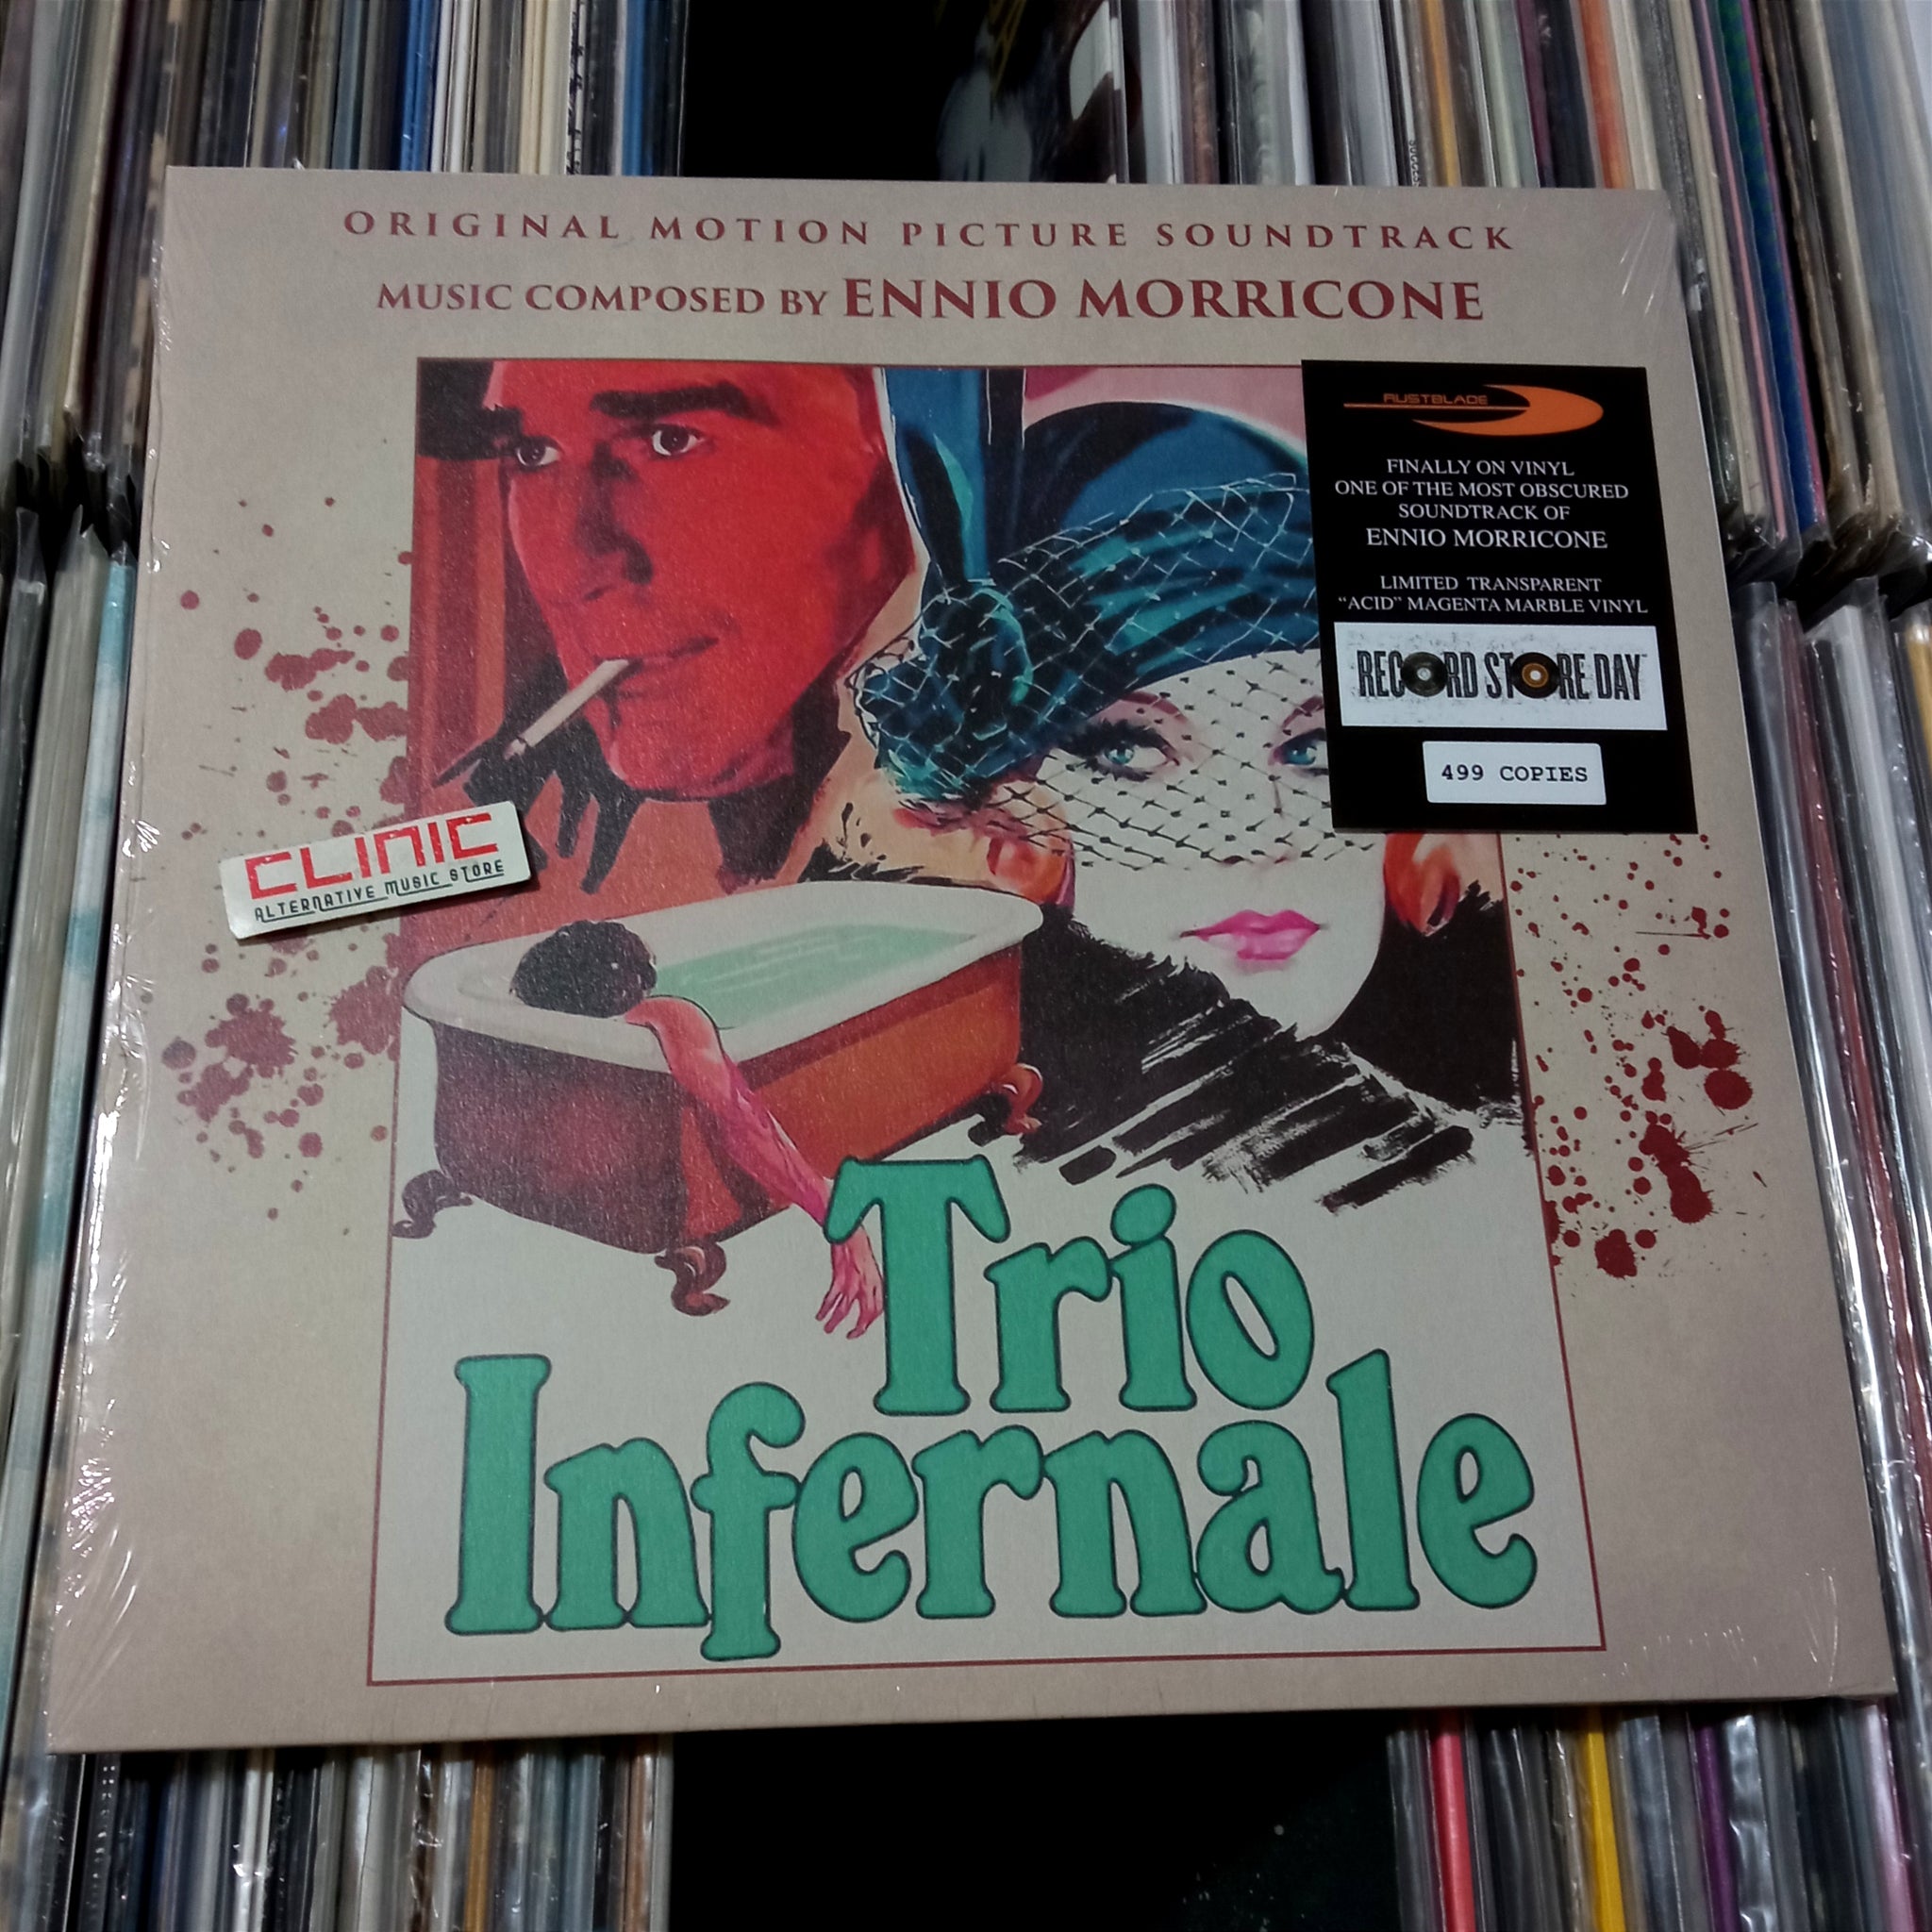 ORIGINAL MOTION PICTURE SOUNDTRACK
MUSIC COMPOSED BY ENNIO MORRICONE
RUSTBLADE
FINALLY ON VINYL
ONE OF THE MOST OBSCURED
SOUNDTRACK OF
ENNIO MORRICONE
LIMITED TRANSPARENT
“ACID” MAGENTA MARBLE VINYL
RECORD STORE DAY
499 COPIES
CLINIC
ALTERNATIVE MUSIC STORE
Trio
Infernale